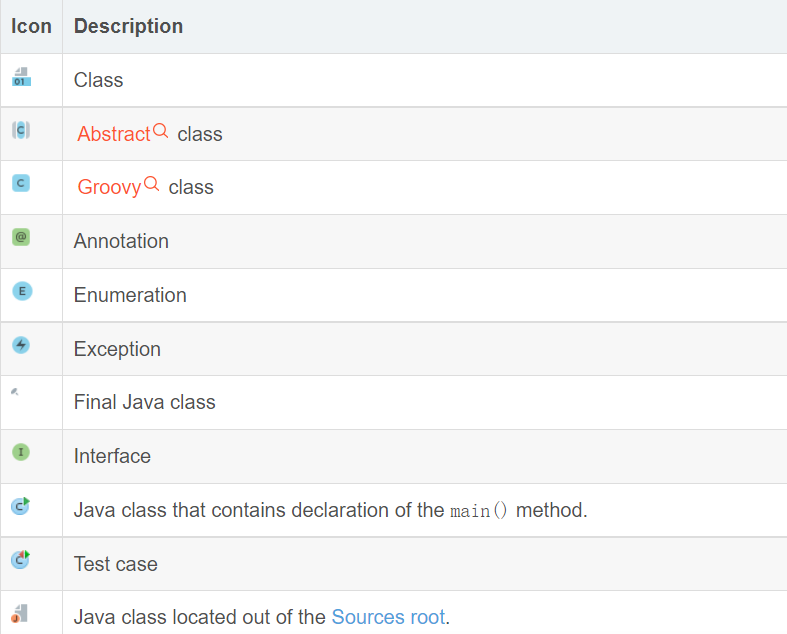 Icon Description
01 Class
C Abstract class
C Groovy class
@ Annotation
E Enumeration
Exception
Final Java class
I Interface
C Java class that contains declaration of the main() method.
C Test case
J Java class located out of the Sources root.